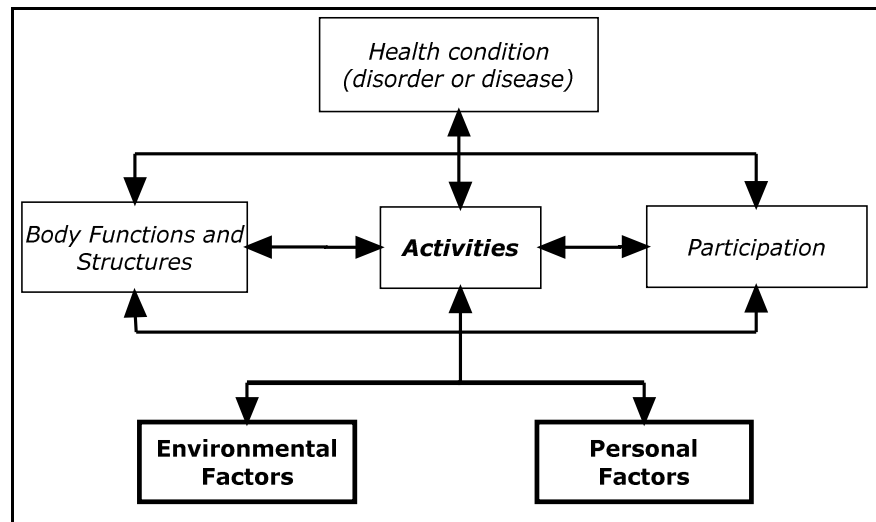 Health condition
(disorder or disease)
Body Functions and
Structures
Activities
Participation
Environmental
Factors
Personal
Factors